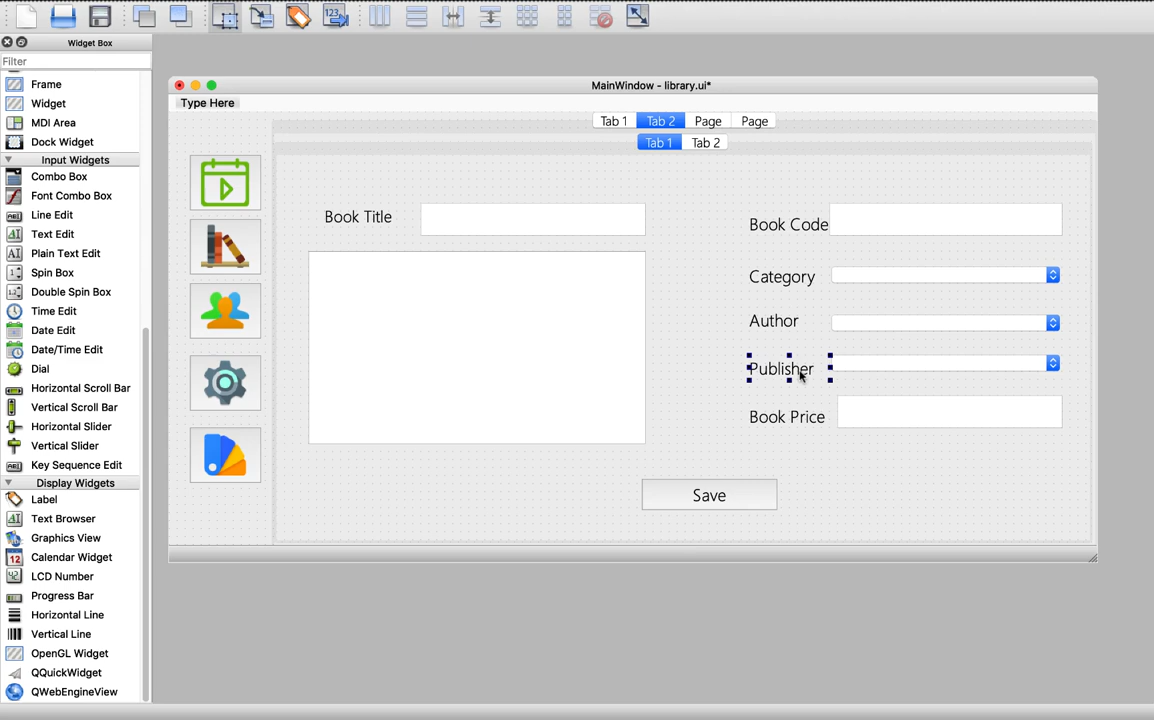 123
Widget Box
Filter
Frame
Widget
MDI Area
Dock Widget
Input Widgets
Combo Box
Font Combo Box
Line Edit
Text Edit
Plain Text Edit
Spin Box
Double Spin Box
Time Edit
Date Edit
Date/Time Edit
Dial
Horizontal Scroll Bar
Vertical Scroll Bar
Horizontal Slider
Vertical Slider
Key Sequence Edit
Display Widgets
Label
Text Browser
Graphics View
Calendar Widget
LCD Number
Progress Bar
Horizontal Line
Vertical Line
OpenGL Widget
QQuickWidget
QWebEngineView
MainWindow - library.ui*
Type Here
Tab 1 Tab 2 Page Page
Tab 1 Tab 2
Book Title
Book Code
Category
Author
Publisher
Book Price
Save